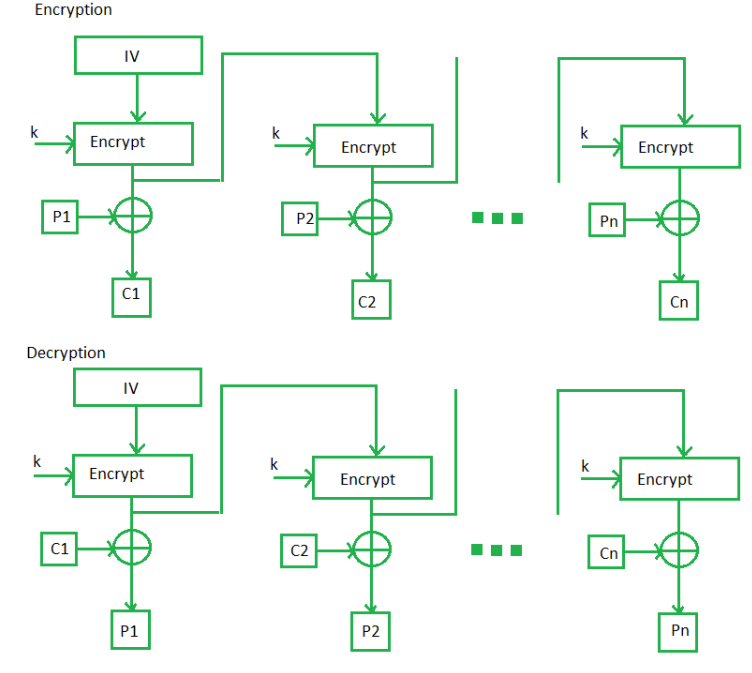 Encryption
IV
k
Encrypt
k
Encrypt
k
Encrypt
P1
P2
Pn
C1
C2
Cn
Decryption
IV
k
Encrypt
k
Encrypt
k
Encrypt
C1
C2
Cn
P1
P2
Pn